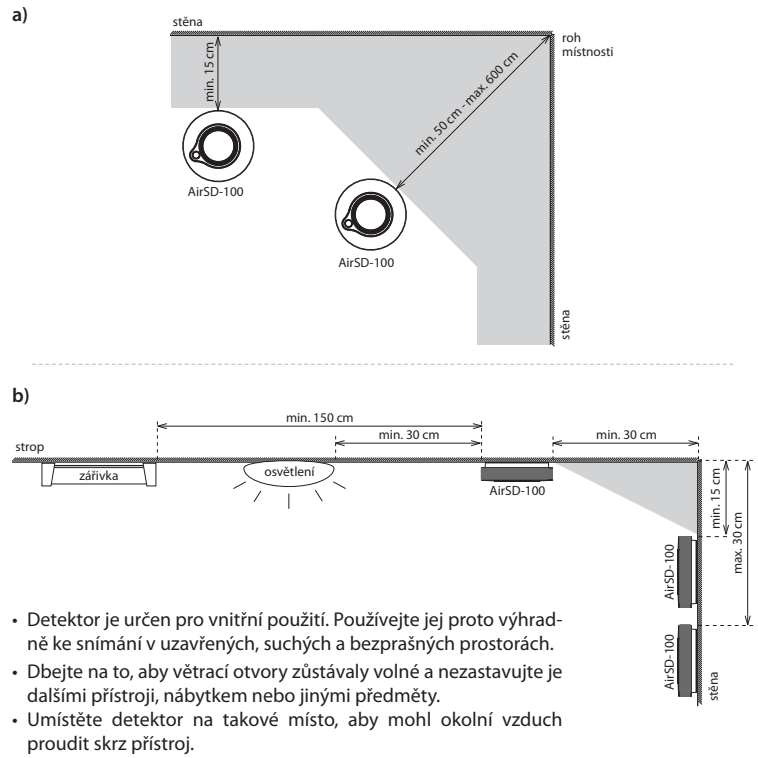 a)
stěna
roh
místnosti
min. 15 cm
min. 50 cm - max. 600 cm
AirSD-100
AirSD-100
stěna
b)
min. 150 cm
strop
min. 30 cm
min. 30 cm
zářivka
osvětlení
AirSD-100
min. 15 cm
max. 30 cm
AirSD-100
AirSD-100
stěna
• Detektor je určen pro vnitřní použití. Používejte jej proto výhrad-
ně ke snímání v uzavřených, suchých a bezprašných prostorách.
• Dbejte na to, aby větrací otvory zůstávaly volné a nezastavujte je
dalšími přístroji, nábytkem nebo jinými předměty.
• Umístěte detektor na takové místo, aby mohl okolní vzduch
proudit skrz přístroj.